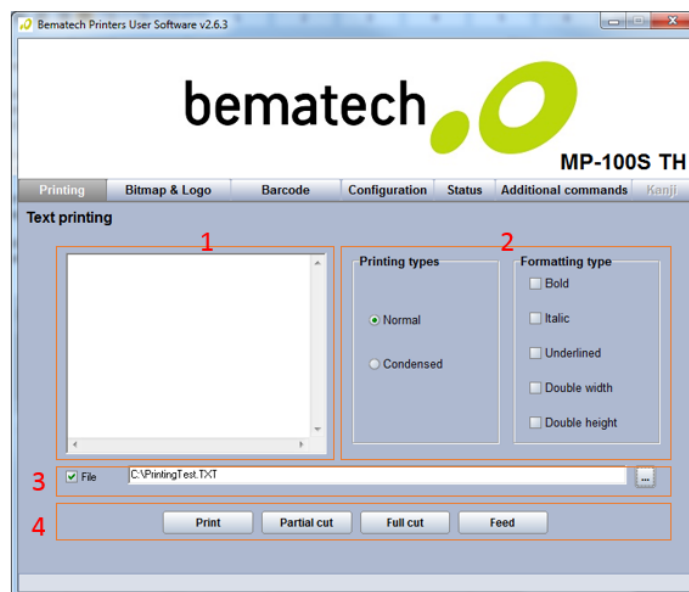 Bematech Printers User Software v2.6.3
bematech
MP-100S TH
Printing Bitmap & Logo Barcode Configuration Status Additional commands Kanji
Text printing
1
2
Printing types
Normal
Condensed
Formatting type
Bold
Italic
Underlined
Double width
Double height
3
File C:\PrintingTest.TXT ...
4
Print Partial cut Full cut Feed